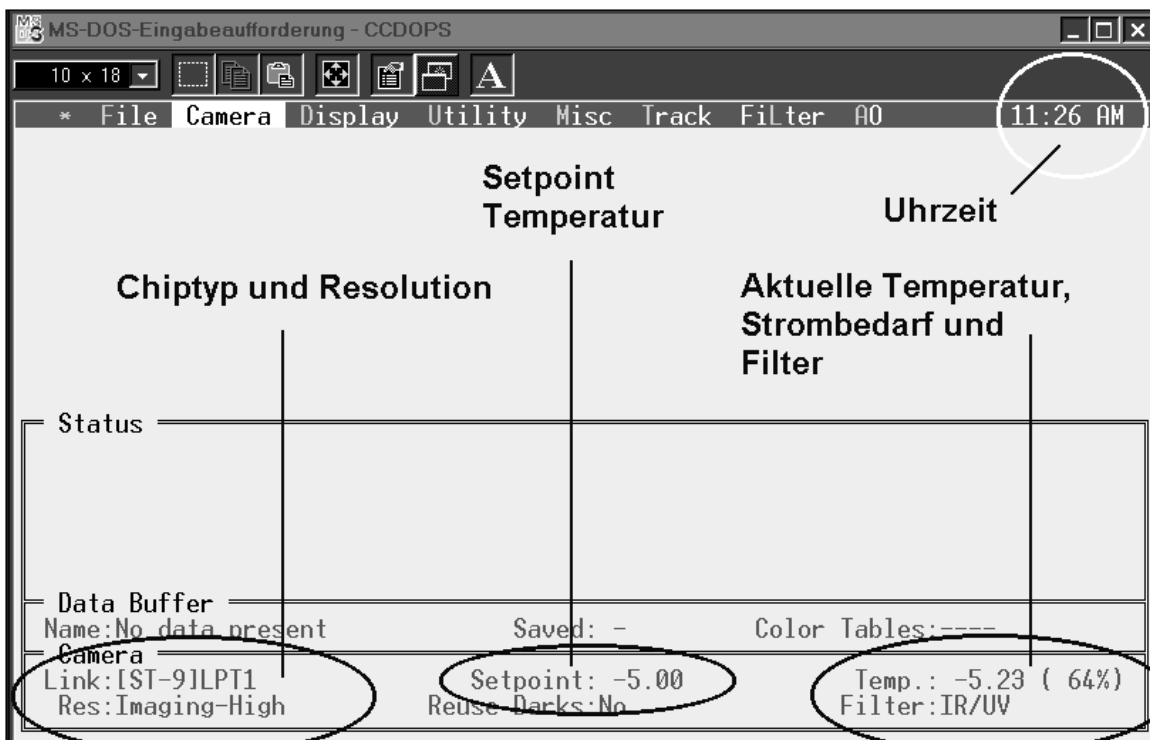 MS-DOS-Eingabeaufforderung - CCDOPS
10 x 18
A
* File Camera Display Utility Misc Track FiLter AO 11:26 AM
Setpoint
Temperatur
Uhrzeit
Chiptyp und Resolution
Aktuelle Temperatur,
Strombedarf und
Filter
Status
Data Buffer
Name:No data present Saved: - Color Tables:----
Camera
Link:[ST-9]LPT1 Setpoint: -5.00 Temp.: -5.23 ( 64%)
Res:Imaging-High Reuse Darks:No Filter:IR/UV